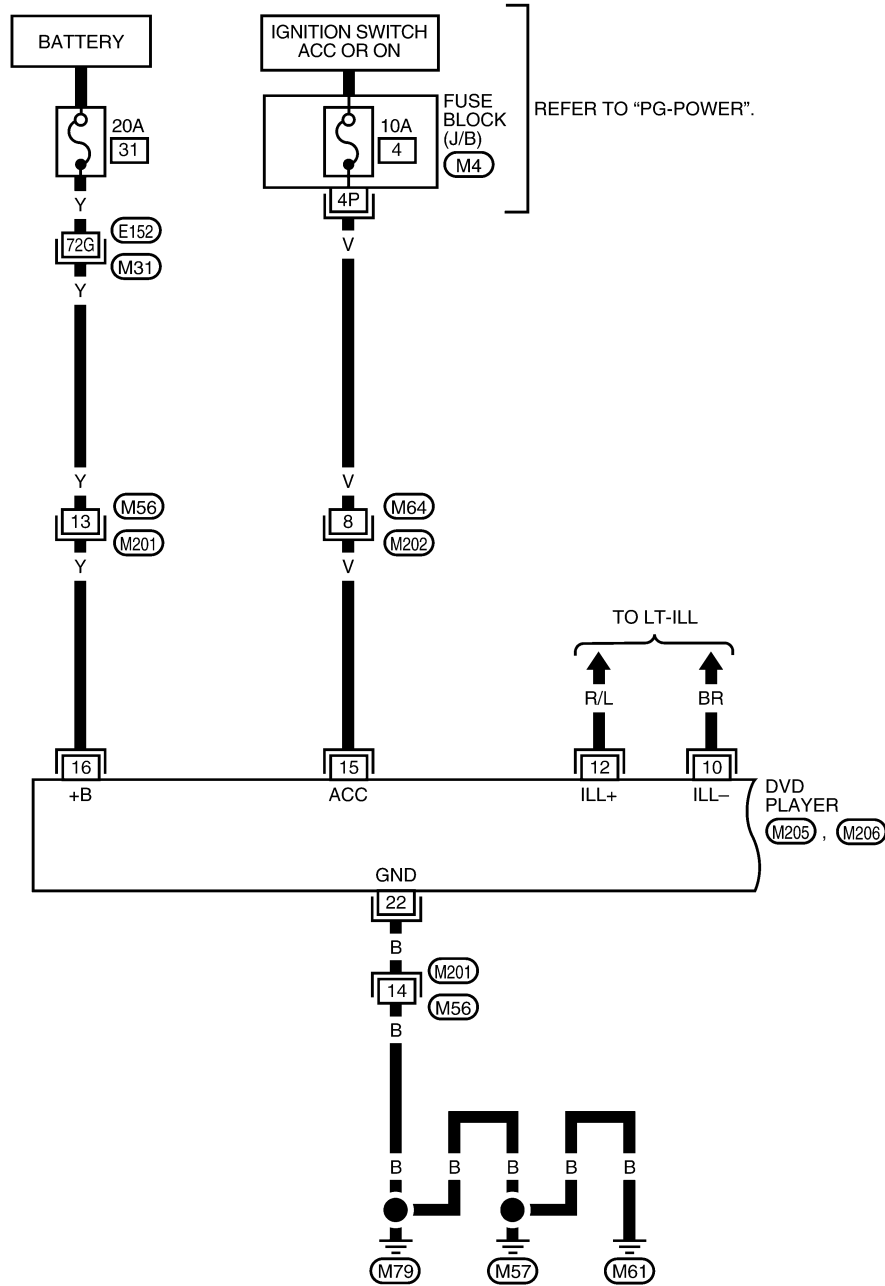 BATTERY
IGNITION SWITCH
ACC OR ON
20A
31
10A
4
FUSE
BLOCK
(J/B)
M4
REFER TO “PG-POWER”.
4P
Y
V
72G
E152
M31
Y
Y
V
13
M56
M201
8
M64
M202
Y
V
TO LT-ILL
R/L
BR
16
15
12
10
+B
ACC
ILL+
ILL–
DVD
PLAYER
M205 , M206
GND
22
B
14
M201
M56
B
B B B B B
M79
M57
M61